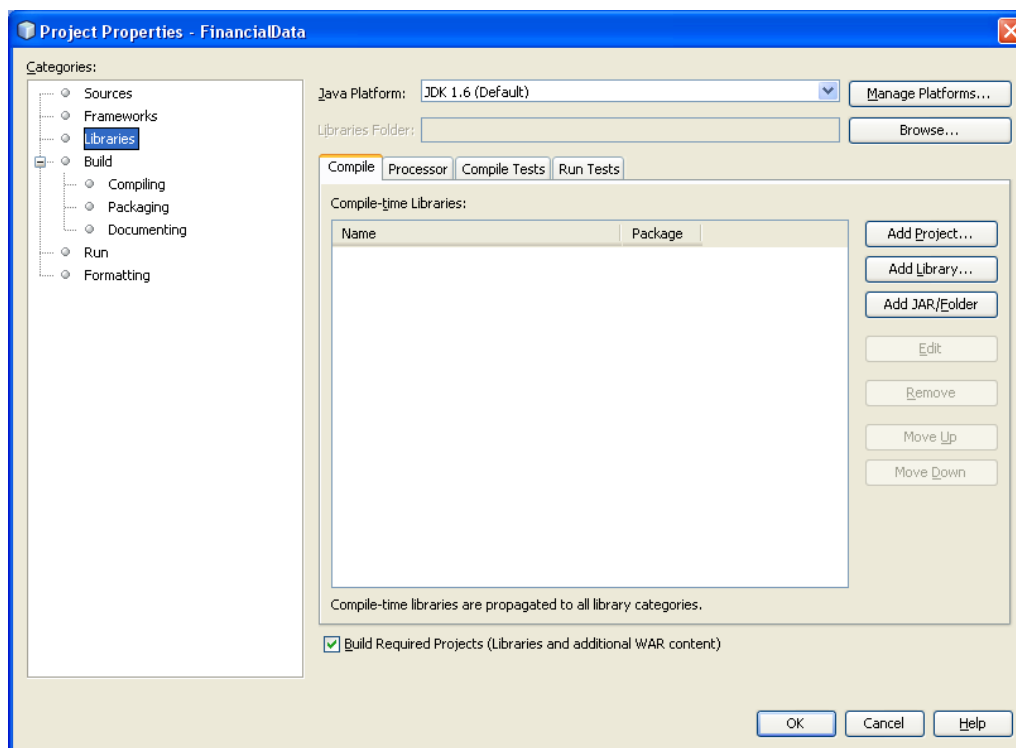 Project Properties - FinancialData
Categories:
Sources
Frameworks
Libraries
Build
Compiling
Packaging
Documenting
Run
Formatting
Java Platform: JDK 1.6 (Default) Manage Platforms...
Libraries Folder: Browse...
Compile Processor Compile Tests Run Tests
Compile-time Libraries:
Name Package
Add Project...
Add Library...
Add JAR/Folder
Edit
Remove
Move Up
Move Down
Compile-time libraries are propagated to all library categories.
Build Required Projects (Libraries and additional WAR content)
OK Cancel Help